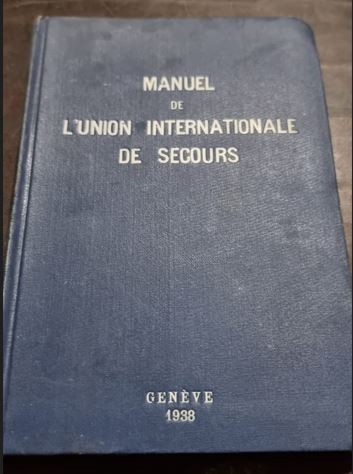 MANUEL
DE
L'UNION INTERNATIONALE
DE SECOURS
GENÈVE
1938